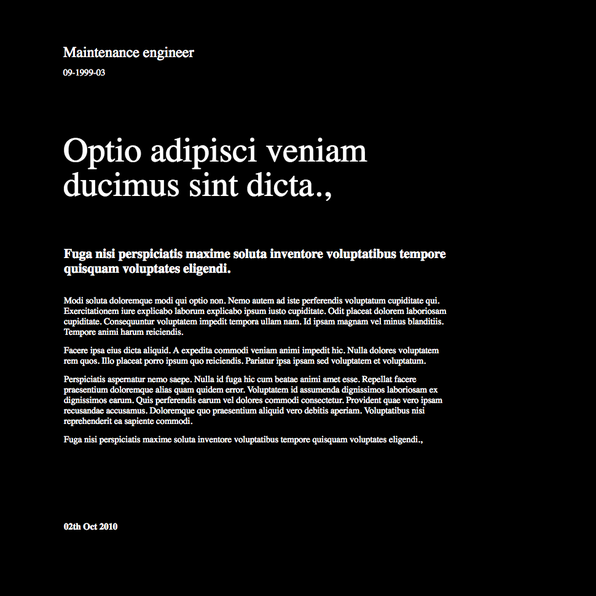 Maintenance engineer
09-1999-03
Optio adipisci veniam
ducimus sint dicta.,
Fuga nisi perspiciatis maxime soluta inventore voluptatibus tempore
quisquam voluptates eligendi.
Modi soluta doloremque modi qui optio non. Nemo autem ad iste perferendis voluptatum cupiditate qui.
Exercitationem iure explicabo laborum explicabo ipsum iusto cupiditate. Odit placeat dolorem laboriosam
cupiditate. Consequuntur voluptatem impedit tempora ullam nam. Id ipsam magnam vel minus blanditiis.
Tempore animi harum reiciendis.
Facere ipsa eius dicta aliquid. A expedita commodi veniam animi impedit hic. Nulla dolores voluptatem
rem quos. Illo placeat porro ipsum quo reiciendis. Pariatur ipsa ipsam sed voluptatem et voluptatum.
Perspiciatis aspernatur nemo saepe. Nulla id fuga hic cum beatae animi amet esse. Repellat facere
praesentium doloremque alias quam quidem error. Voluptatem id assumenda dignissimos laboriosam ex
dignissimos earum. Quis perferendis earum vel dolores commodi consectetur. Provident quae vero ipsam
recusandae accusamus. Doloremque quo praesentium aliquid vero debitis aperiam. Voluptatibus nisi
reprehenderit ea sapiente commodi.
Fuga nisi perspiciatis maxime soluta inventore voluptatibus tempore quisquam voluptates eligendi.,
02th Oct 2010